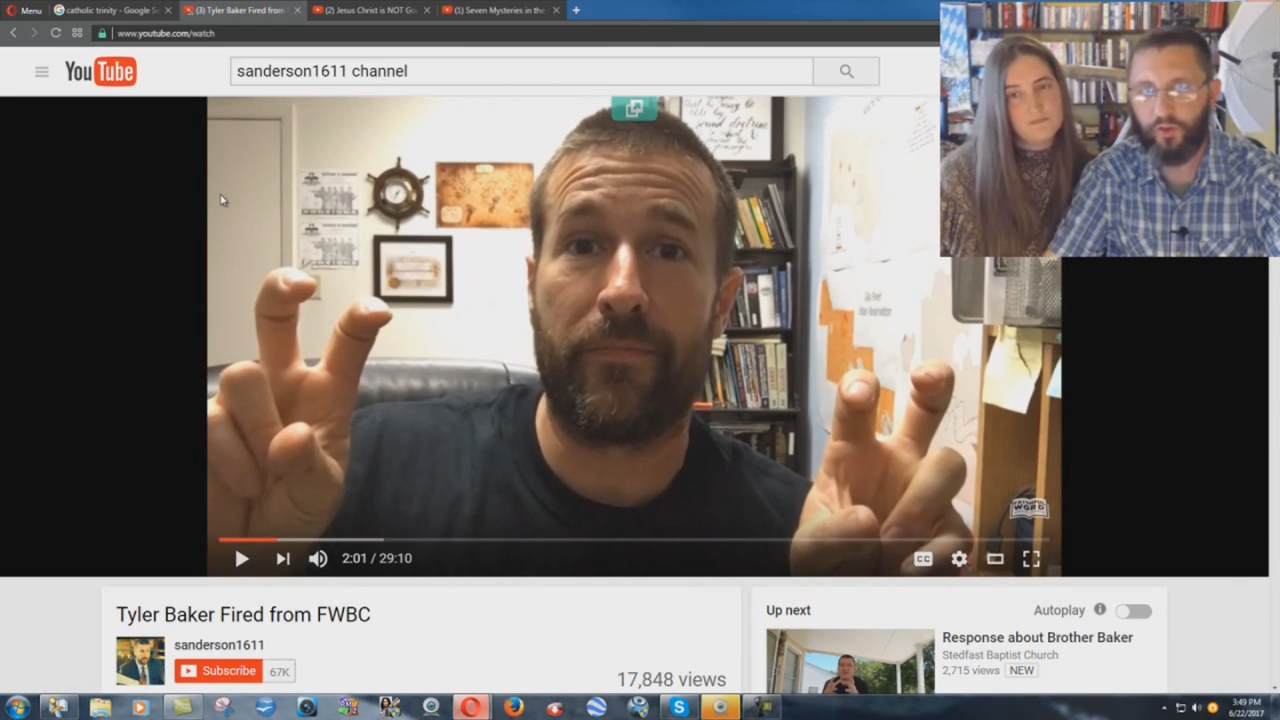 Menu
catholic trinity - Google S
(3) Tyler Baker Fired from
(2) Jesus Christ is NOT Go
(1) Seven Mysteries in the
www.youtube.com/watch
YouTube
sanderson1611 channel
FAITHFUL
WORD
2:01 / 29:10
CC
Tyler Baker Fired from FWBC
sanderson1611
Subscribe
67K
17,848 views
Up next
Autoplay
Response about Brother Baker
Stedfast Baptist Church
2,715 views
NEW
3:49 PM
6/22/2017